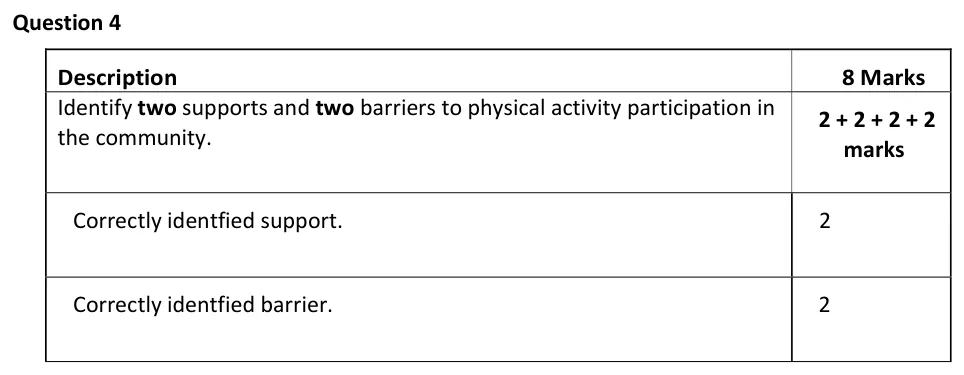 Question 4
Description 8 Marks
Identify two supports and two barriers to physical activity participation in
the community.
2 + 2 + 2 + 2
marks
Correctly identfied support. 2
Correctly identfied barrier. 2